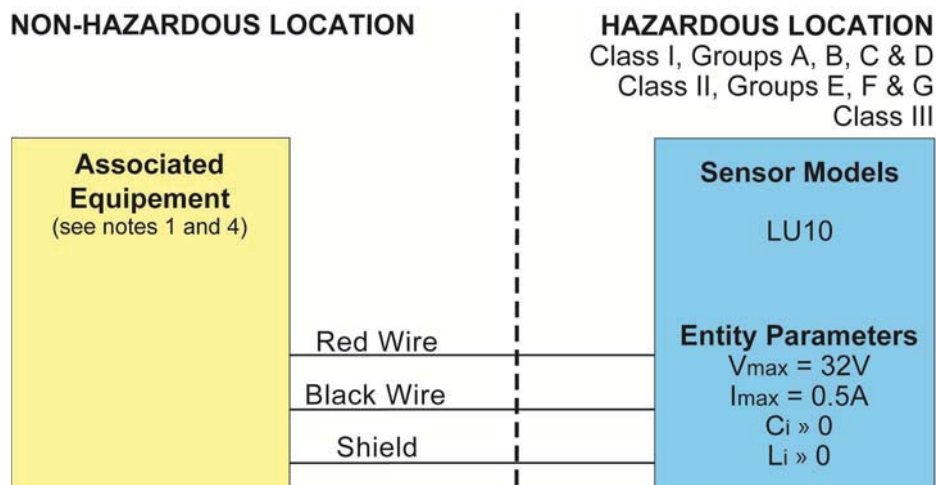 NON-HAZARDOUS LOCATION
HAZARDOUS LOCATION
Class I, Groups A, B, C & D
Class II, Groups E, F & G
Class III
Associated
Equipement
(see notes 1 and 4)
Red Wire
Black Wire
Shield
Sensor Models
LU10
Entity Parameters
Vmax = 32V
Imax = 0.5A
Ci » 0
Li » 0